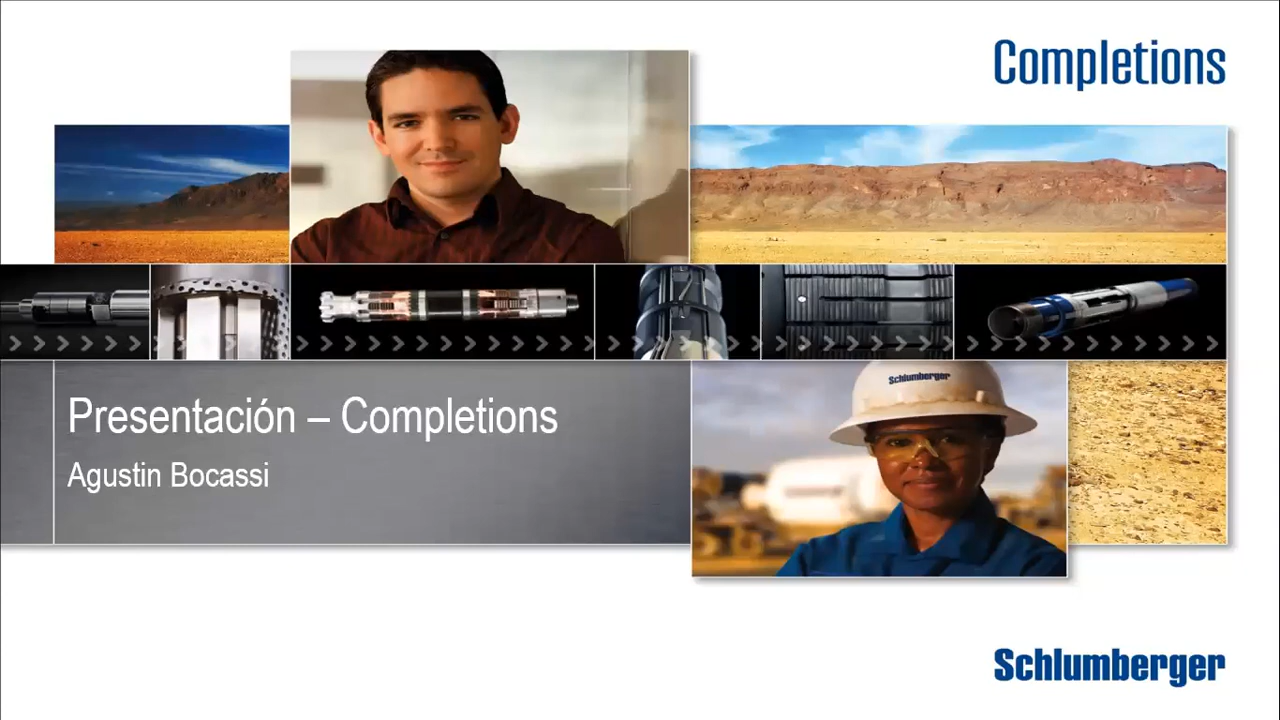 Completions
Schlumberger
Presentación – Completions
Agustin Bocassi
Schlumberger